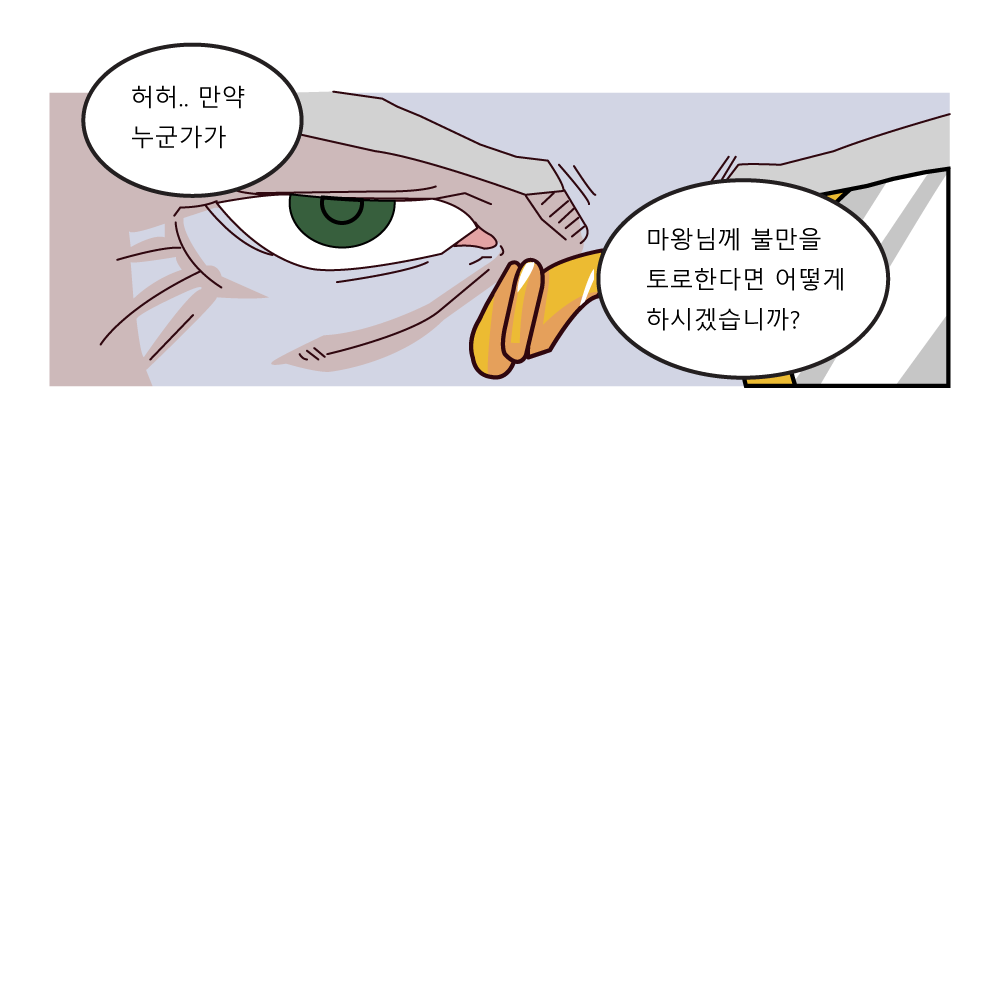 허허.. 만약
누군가가
마왕님께 불만을
토로한다면 어떻게
하시겠습니까?